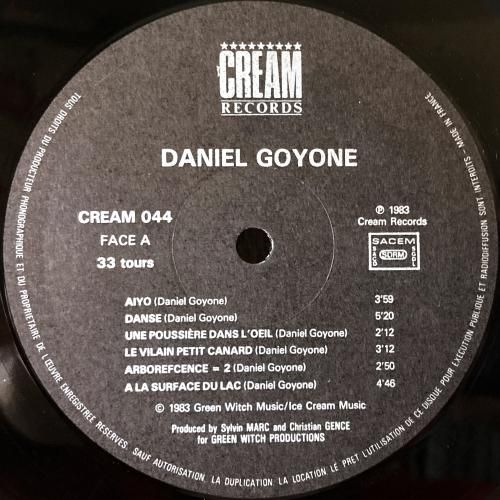 CREAM
RECORDS
DANIEL GOYONE
CREAM 044
FACE A
33 tours
℗ 1983
Cream Records
SACEM
SACD
SDRM
SGDL
AIYO (Daniel Goyone) 3'59
DANSE (Daniel Goyone) 5'20
UNE POUSSIÈRE DANS L'OEIL (Daniel Goyone) 2'12
LE VILAIN PETIT CANARD (Daniel Goyone) 3'12
ARBOREFCENCE = 2 (Daniel Goyone) 2'50
A LA SURFACE DU LAC (Daniel Goyone) 4'46
© 1983 Green Witch Music/Ice Cream Music
Produced by Sylvin MARC and Christian GENCE
for GREEN WITCH PRODUCTIONS
TOUS DROITS DU PRODUCTEUR PHONOGRAPHIQUE ET DU PROPRIETAIRE DE L'ŒUVRE ENREGISTREE RESERVES. SAUF AUTORISATION, LA DUPLICATION, LA LOCATION LE PRET L'UTILISATION DE CE DISQUE POUR EXECUTION PUBLIQUE ET RADIODIFFUSION SONT INTERDITS - MADE IN FRANCE